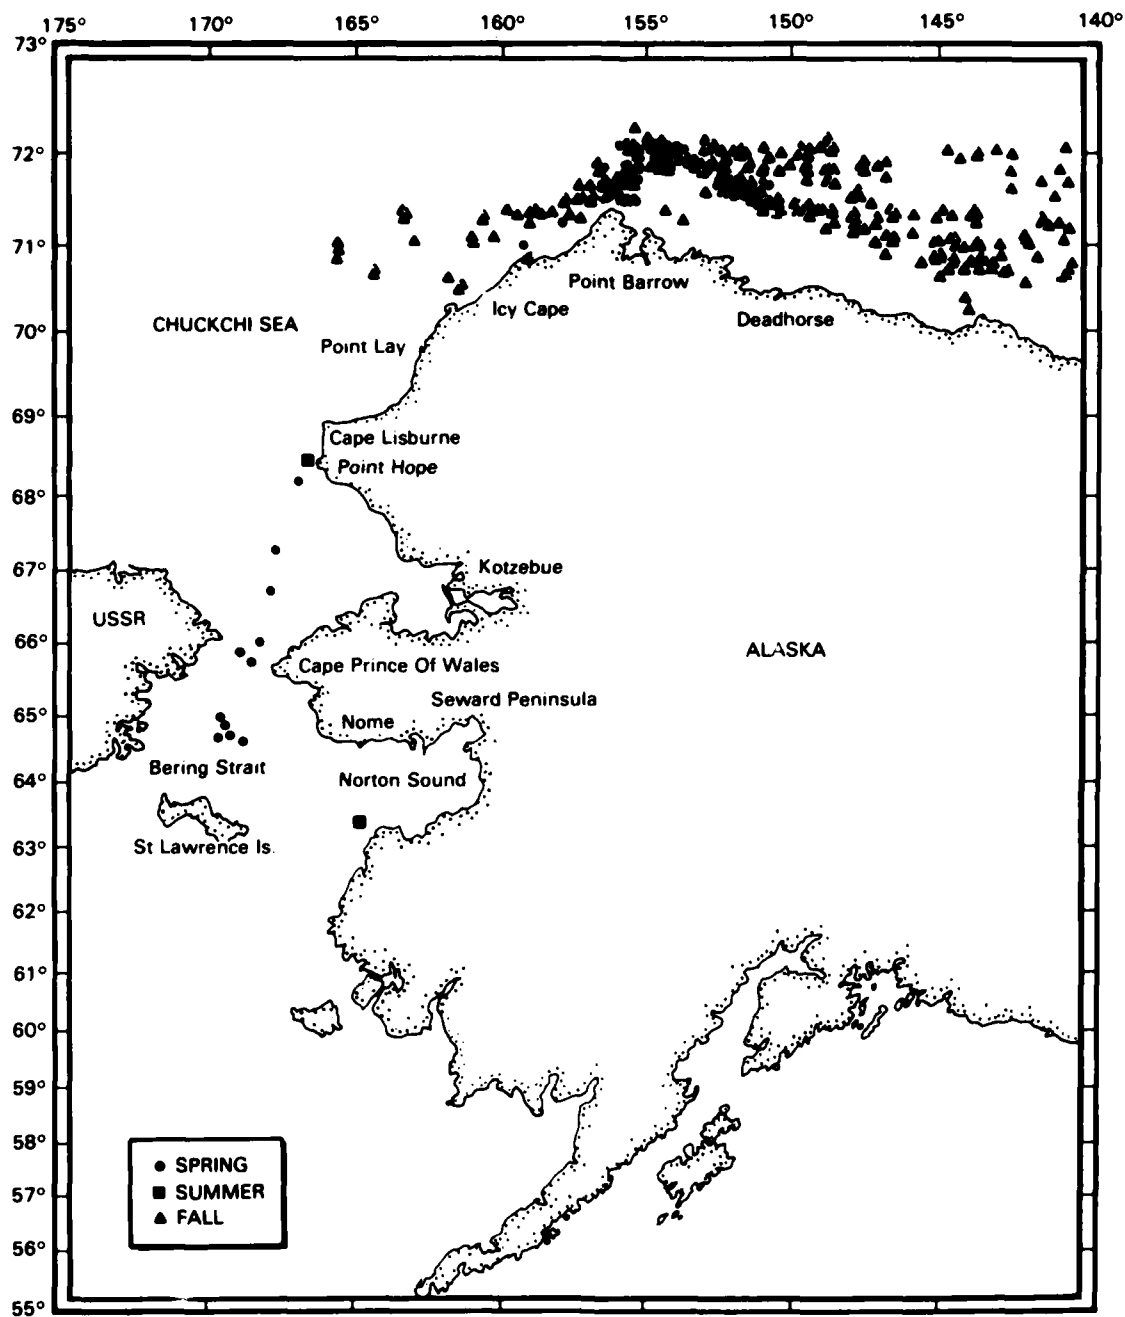 175° 170° 165° 160° 155° 150° 145° 140°
73°
72°
71°
70°
69°
68°
67°
66°
65°
64°
63°
62°
61°
60°
59°
58°
57°
56°
55°
Point Barrow
Icy Cape
Deadhorse
CHUCKCHI SEA
Point Lay
Cape Lisburne
Point Hope
Kotzebue
USSR
ALASKA
Cape Prince Of Wales
Seward Peninsula
Nome
Bering Strait
Norton Sound
St Lawrence Is.
SPRING
SUMMER
FALL